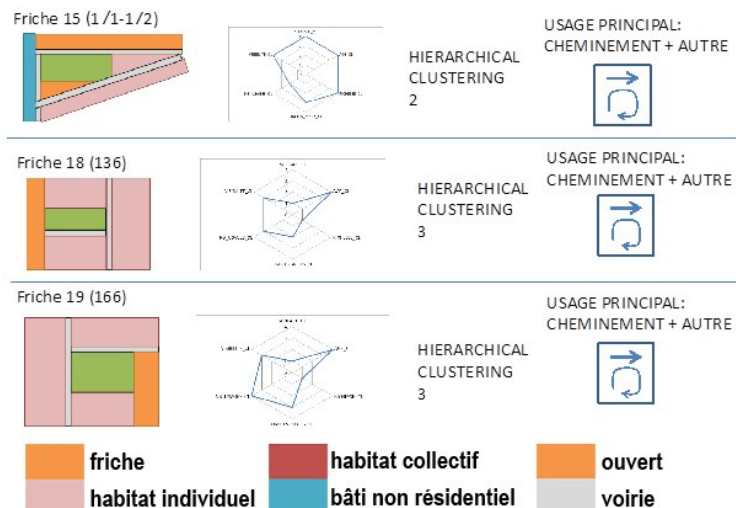 Friche 15 (1/1-1/2)
HIERARCHICAL
CLUSTERING
2
USAGE PRINCIPAL:
CHEMINEMENT + AUTRE
Friche 18 (136)
HIERARCHICAL
CLUSTERING
3
USAGE PRINCIPAL:
CHEMINEMENT + AUTRE
Friche 19 (166)
HIERARCHICAL
CLUSTERING
3
USAGE PRINCIPAL:
CHEMINEMENT + AUTRE
friche
habitat collectif
ouvert
habitat individuel
bâti non résidentiel
voirie